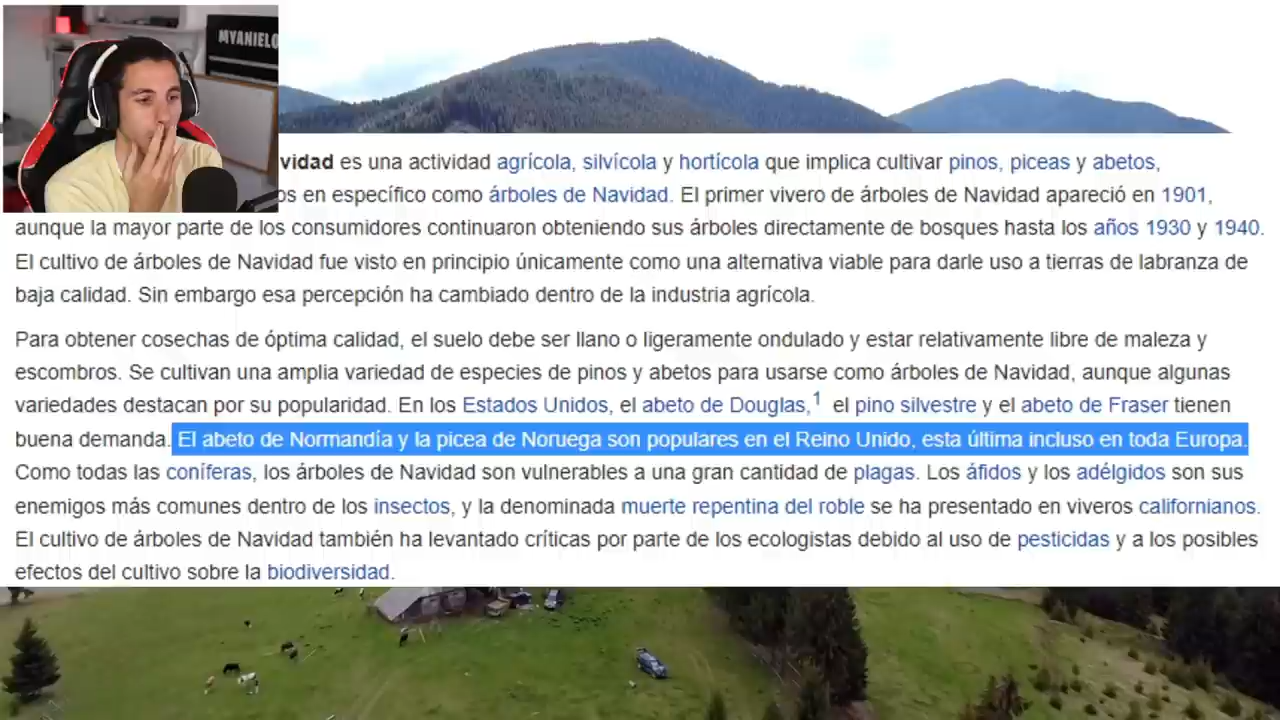 MYANIELO
vidad es una actividad agrícola, silvícola y hortícola que implica cultivar pinos, piceas y abetos,
os en específico como árboles de Navidad. El primer vivero de árboles de Navidad apareció en 1901,
aunque la mayor parte de los consumidores continuaron obteniendo sus árboles directamente de bosques hasta los años 1930 y 1940.
El cultivo de árboles de Navidad fue visto en principio únicamente como una alternativa viable para darle uso a tierras de labranza de
baja calidad. Sin embargo esa percepción ha cambiado dentro de la industria agrícola.
Para obtener cosechas de óptima calidad, el suelo debe ser llano o ligeramente ondulado y estar relativamente libre de maleza y
escombros. Se cultivan una amplia variedad de especies de pinos y abetos para usarse como árboles de Navidad, aunque algunas
variedades destacan por su popularidad. En los Estados Unidos, el abeto de Douglas,1 el pino silvestre y el abeto de Fraser tienen
buena demanda. El abeto de Normandía y la picea de Noruega son populares en el Reino Unido, esta última incluso en toda Europa.
Como todas las coníferas, los árboles de Navidad son vulnerables a una gran cantidad de plagas. Los áfidos y los adélgidos son sus
enemigos más comunes dentro de los insectos, y la denominada muerte repentina del roble se ha presentado en viveros californianos.
El cultivo de árboles de Navidad también ha levantado críticas por parte de los ecologistas debido al uso de pesticidas y a los posibles
efectos del cultivo sobre la biodiversidad.